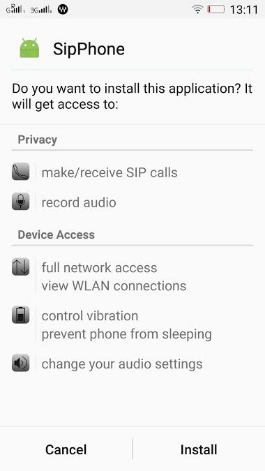 13:11
SipPhone
Do you want to install this application? It
will get access to:
Privacy
make/receive SIP calls
record audio
Device Access
full network access
view WLAN connections
control vibration
prevent phone from sleeping
change your audio settings
Cancel
Install